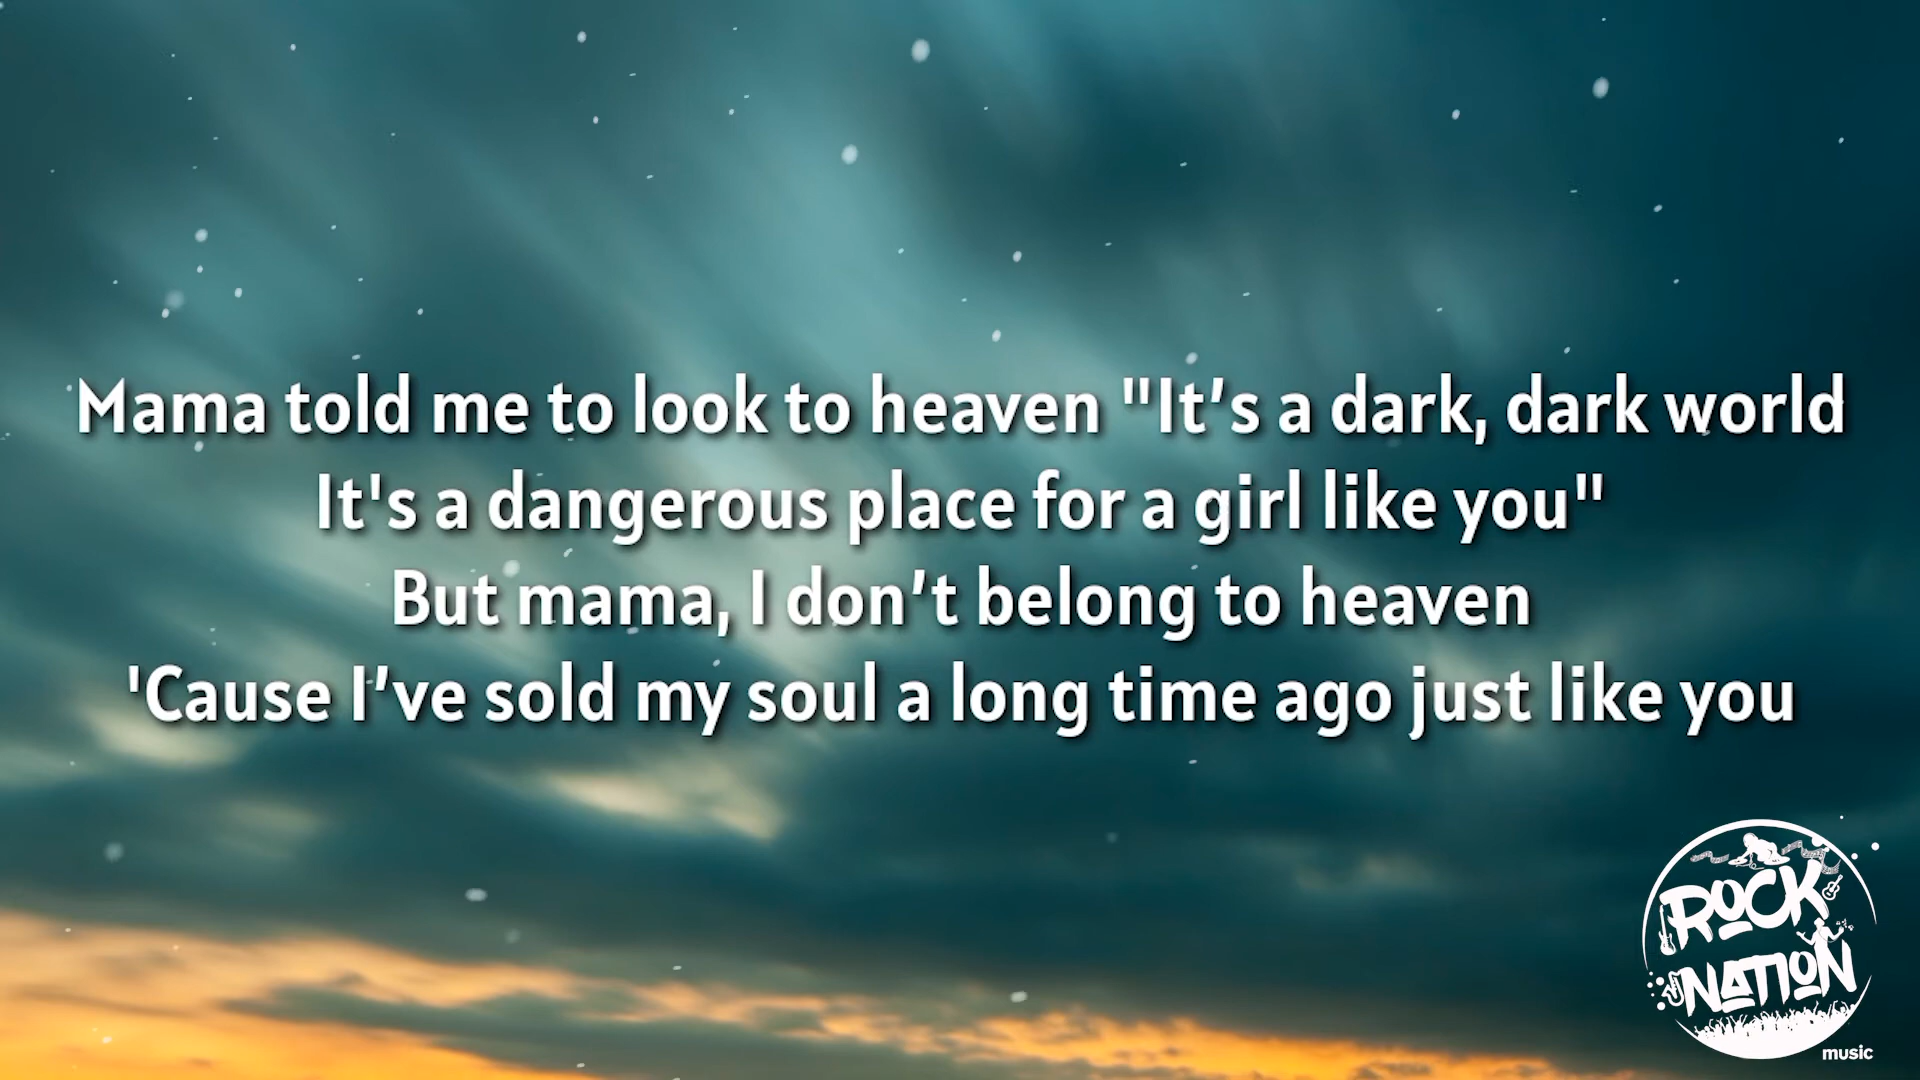 Mama told me to look to heaven "It’s a dark, dark world
It's a dangerous place for a girl like you"
But mama, I don’t belong to heaven
'Cause I’ve sold my soul a long time ago just like you
ROCK
NATION
music